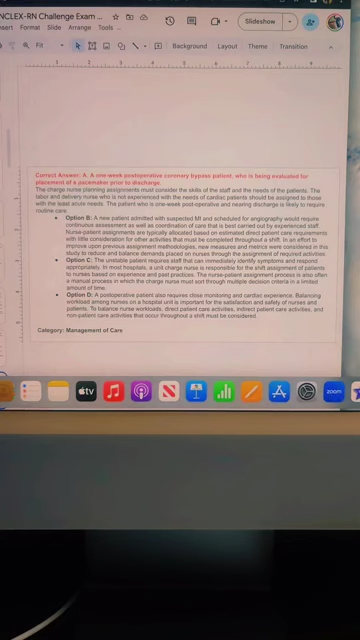 NCLEX-RN Challenge Exam ...
Format Slide Arrange Tools ...
Slideshow
Fit
Background Layout Theme Transition
1 2 3 4 5 6 7 8 9
Correct Answer: A. A one-week postoperative coronary bypass patient, who is being evaluated for
placement of a pacemaker prior to discharge.
The charge nurse planning assignments must consider the skills of the staff and the needs of the patients. The
labor and delivery nurse who is not experienced with the needs of cardiac patients should be assigned to those
with the least acute needs. The patient who is one-week post-operative and nearing discharge is likely to require
routine care.
• Option B: A new patient admitted with suspected MI and scheduled for angiography would require
continuous assessment as well as coordination of care that is best carried out by experienced staff.
Nurse-patient assignments are typically allocated based on estimated direct patient care requirements
with little consideration for other activities that must be completed throughout a shift. In an effort to
improve upon previous assignment methodologies, new measures and metrics were considered in this
study to reduce and balance demands placed on nurses through the assignment of required activities.
• Option C: The unstable patient requires staff that can immediately identify symptoms and respond
appropriately. In most hospitals, a unit charge nurse is responsible for the shift assignment of patients
to nurses based on experience and past practices. The nurse-patient assignment process is also often
a manual process in which the charge nurse must sort through multiple decision criteria in a limited
amount of time.
• Option D: A postoperative patient also requires close monitoring and cardiac experience. Balancing
workload among nurses on a hospital unit is important for the satisfaction and safety of nurses and
patients. To balance nurse workloads, direct patient care activities, indirect patient care activities, and
non-patient care activities that occur throughout a shift must be considered.
Category: Management of Care
tv
zoom